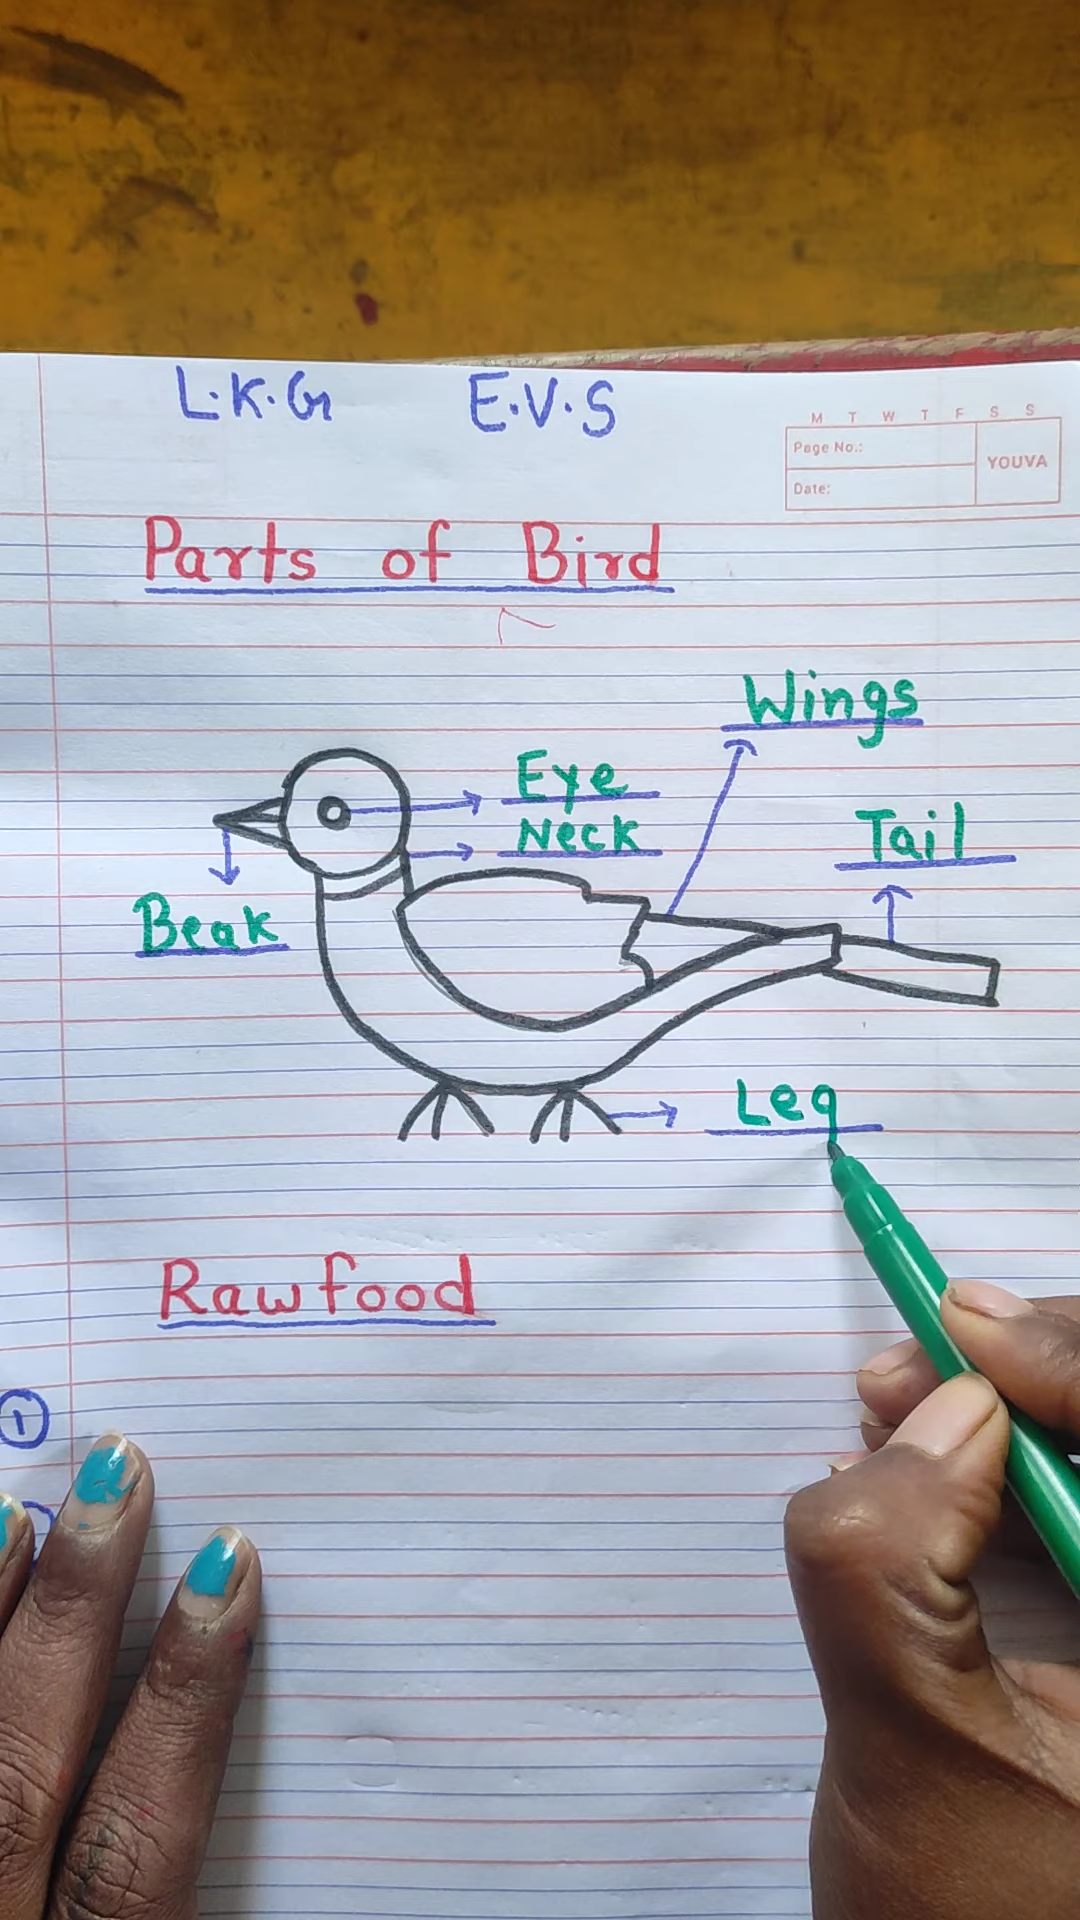 L.K.G E.V.S
M T W T F S S
Page No.:
YOUVA
Date:
Parts of Bird
Wings
Eye
Tail
Neck
Beak
Leg
Raw food
1